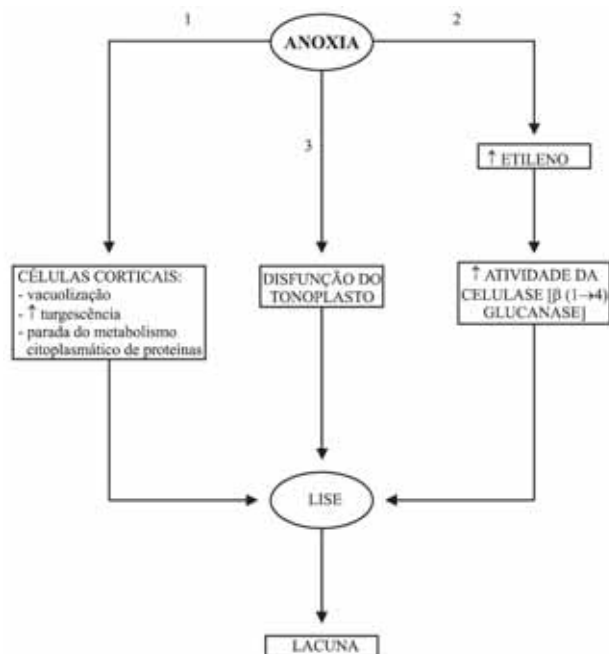 1
ANOXIA
2
3
↑ ETILENO
CÉLULAS CORTICAIS:
- vacuolização
- ↑ turgescência
- parada do metabolismo
citoplasmático de proteínas
DISFUNÇÃO DO
TONOPLASTO
↑ ATIVIDADE DA
CELULASE [β (1→4)
GLUCANASE]
LISE
LACUNA